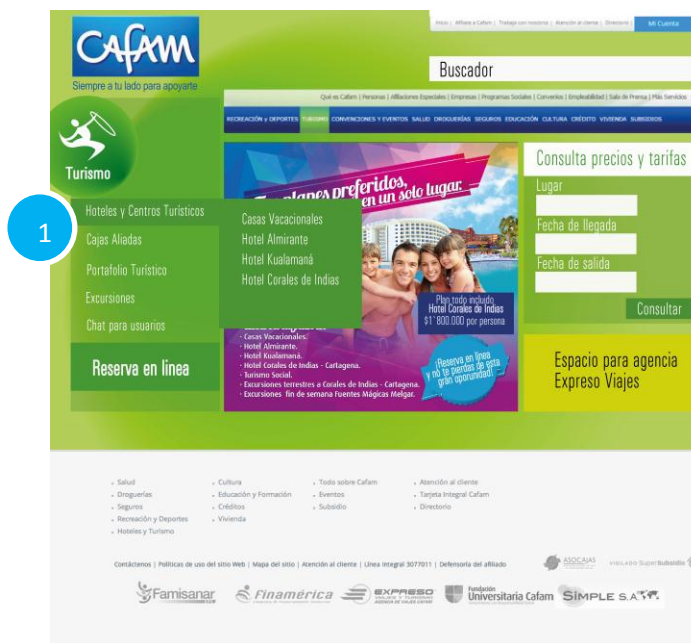 Inicio | Afíliese a Cafam | Trabaje con nosotros | Atención al cliente | Directorio |
Mi Cuenta
CAFAM
Siempre a tu lado para apoyarte
Buscador
Qué es Cafam | Personas | Afiliaciones Especiales | Empresas | Programas Sociales | Convenios | Empleabilidad | Sala de Prensa | Más Servicios
RECREACIÓN y DEPORTES TURISMO CONVENCIONES Y EVENTOS SALUD DROGUERÍAS SEGUROS EDUCACIÓN CULTURA CRÉDITO VIVIENDA SUBSIDIOS
Turismo
1
Hoteles y Centros Turísticos
Cajas Aliadas
Portafolio Turístico
Excursiones
Chat para usuarios
Reserva en linea
Casas Vacacionales
Hotel Almirante
Hotel Kualamaná
Hotel Corales de Indias
planes preferidos,
en un solo lugar:
Plan todo incluido
Hotel Corales de Indias
$1´800.000 por persona
· Casas Vacacionales.
· Hotel Almirante.
· Hotel Kualamaná.
· Hotel Corales de Indias - Cartagena.
· Turismo Social.
· Excursiones terrestres a Corales de Indias - Cartagena.
· Excursiones fin de semana Fuentes Mágicas Melgar.
¡Reserva en línea
y no te pierdas de esta
gran oportunidad!
Consulta precios y tarifas
Lugar
Fecha de llegada
Fecha de salida
Consultar
Espacio para agencia
Expreso Viajes
Salud
Droguerías
Seguros
Recreación y Deportes
Hoteles y Turismo
Cultura
Educación y Formación
Créditos
Vivienda
Todo sobre Cafam
Eventos
Subsidio
Atención al cliente
Tarjeta Integral Cafam
Directorio
Contáctenos | Políticas de uso del sitio Web | Mapa del sitio | Atención al cliente | Línea integral 3077011 | Defensoría del afiliado
ASOCAJAS
VIGILADO SuperSubsidio
Famisanar
Finamérica
EXPRESO
VIAJES Y TURISMO
Fundación
Universitaria Cafam
SIMPLE S.A